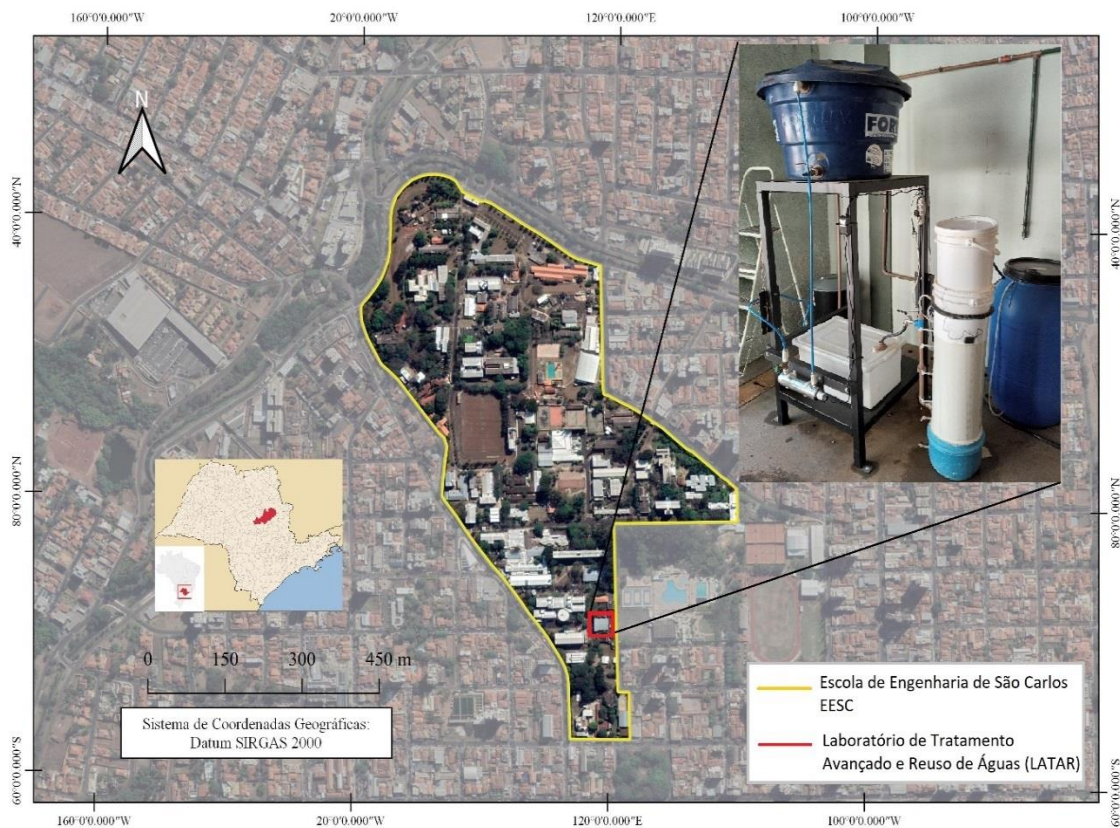 160°0'0.000"W
20°0'0.000"W
120°0'0.000"E
100°0'0.000"W
N
FORT
40°0'0.000"N
40°0'0.000"N
80°0'0.000"N
80°0'0.000"N
0 150 300 450 m
Sistema de Coordenadas Geográficas:
Datum SIRGAS 2000
Escola de Engenharia de São Carlos
EESC
Laboratório de Tratamento
Avançado e Reuso de Águas (LATAR)
60°0'0.000"S
60°0'0.000"S
160°0'0.000"W
20°0'0.000"W
120°0'0.000"E
100°0'0.000"W